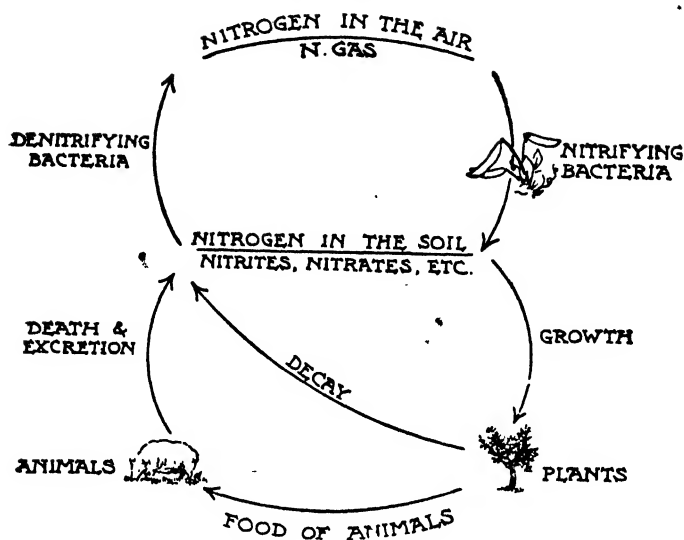 NITROGEN IN THE AIR
N. GAS
DENITRIFYING
BACTERIA
NITRIFYING
BACTERIA
NITROGEN IN THE SOIL
NITRITES, NITRATES, ETC.
DEATH &
EXCRETION
DECAY
GROWTH
ANIMALS
PLANTS
FOOD OF ANIMALS